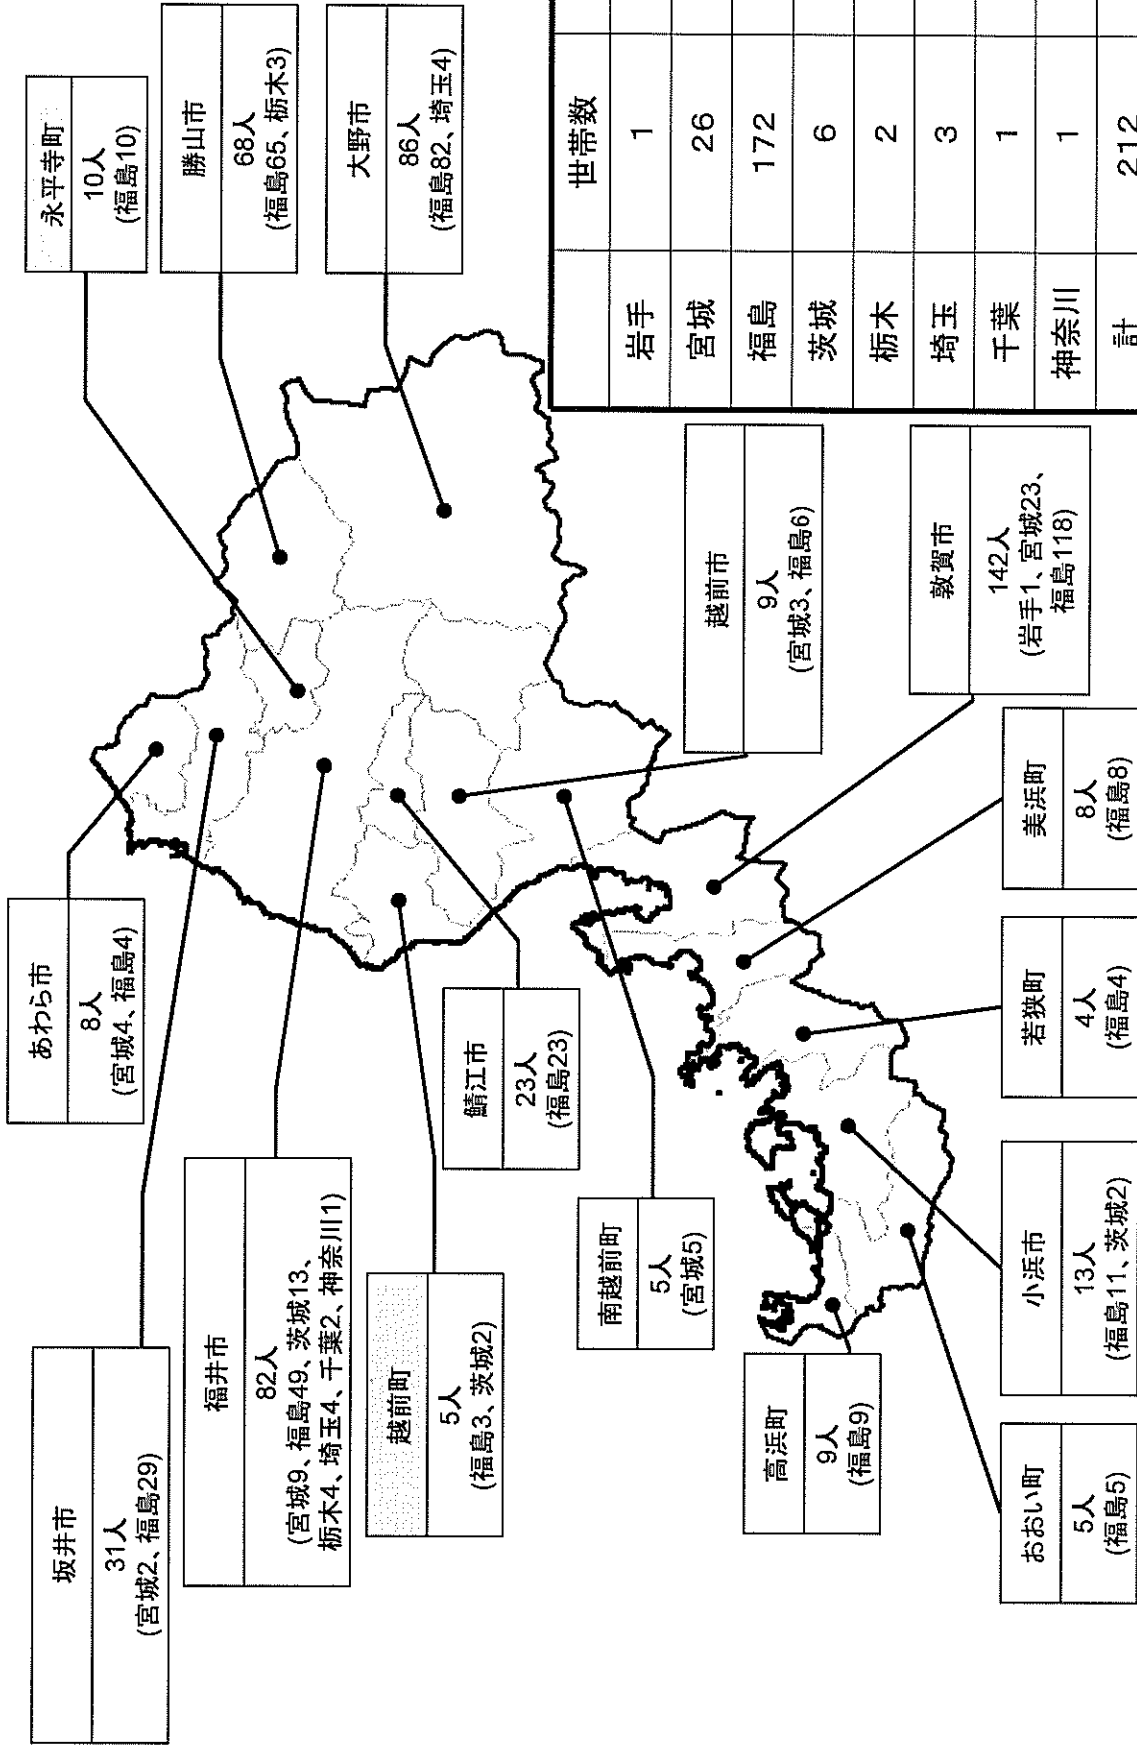 坂井市
31人
(宮城2、福島29)
あわら市
8人
(宮城4、福島4)
永平寺町
10人
(福島10)
勝山市
68人
(福島65、栃木3)
大野市
86人
(福島82、埼玉4)
福井市
82人
(宮城9、福島49、茨城13、
栃木4、埼玉4、千葉2、神奈川1)
越前町
5人
(福島3、茨城2)
鯖江市
23人
(福島23)
南越前町
5人
(宮城5)
越前市
9人
(宮城3、福島6)
敦賀市
142人
(岩手1、宮城23、
福島118)
美浜町
8人
(福島8)
若狭町
4人
(福島4)
小浜市
13人
(福島11、茨城2)
おおい町
5人
(福島5)
高浜町
9人
(福島9)
世帯数
岩手 1
宮城 26
福島 172
茨城 6
栃木 2
埼玉 3
千葉 1
神奈川 1
計 212